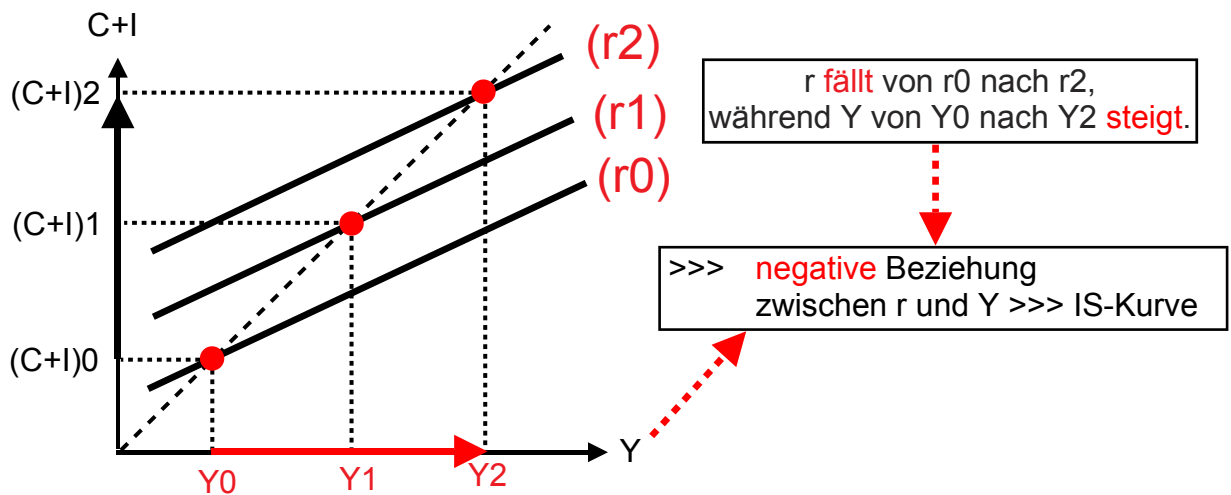 C+I
(r2)
(C+I)2
(r1)
(r0)
(C+I)1
(C+I)0
Y
Y0
Y1
Y2
r fällt von r0 nach r2,
während Y von Y0 nach Y2 steigt.
>>> negative Beziehung
zwischen r und Y >>> IS-Kurve